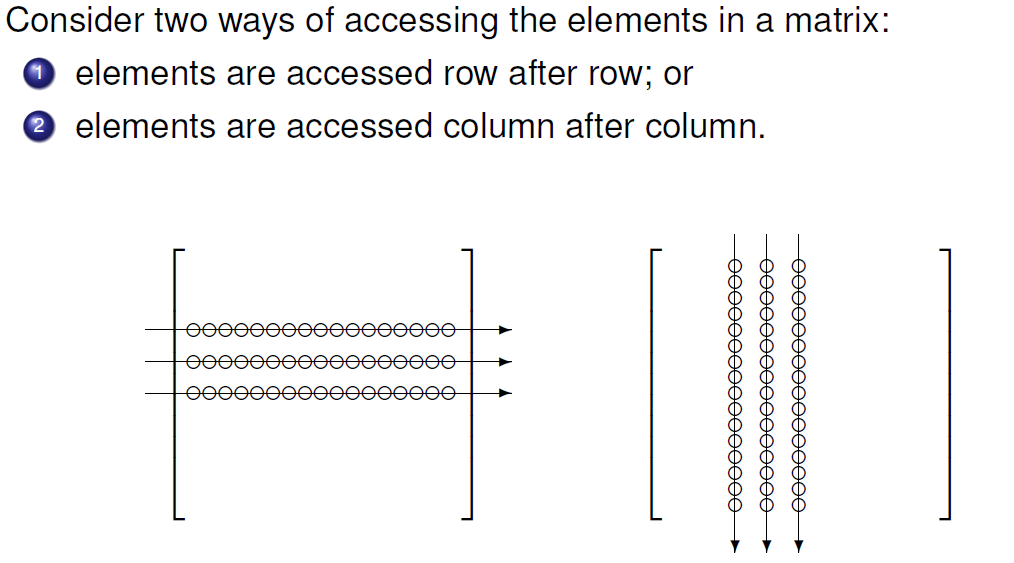 Consider two ways of accessing the elements in a matrix:
1 elements are accessed row after row; or
2 elements are accessed column after column.